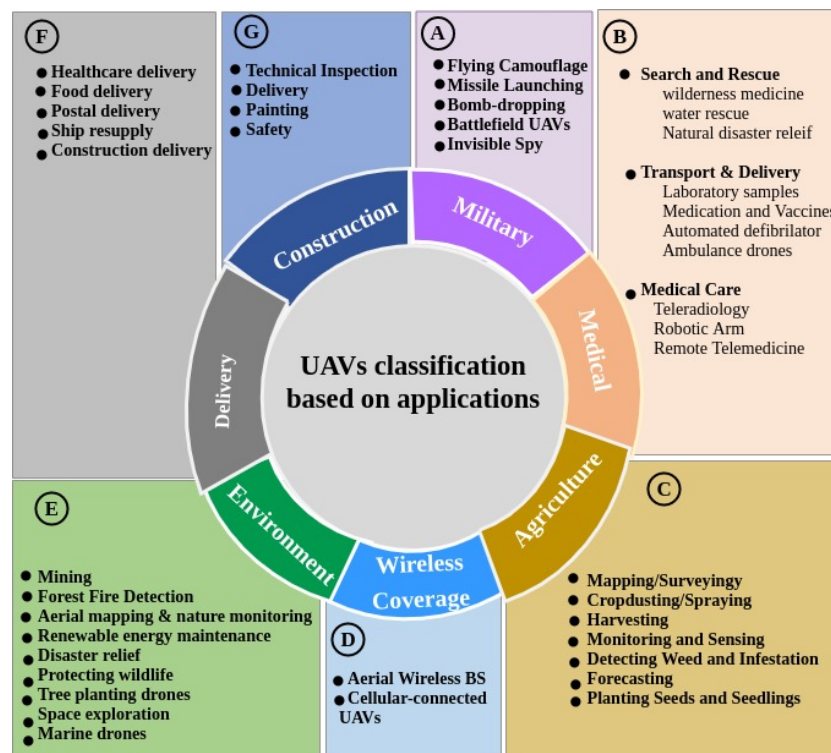 F
Healthcare delivery
Food delivery
Postal delivery
Ship resupply
Construction delivery
G
Technical Inspection
Delivery
Painting
Safety
A
Flying Camouflage
Missile Launching
Bomb-dropping
Battlefield UAVs
Invisible Spy
B
Search and Rescue
wilderness medicine
water rescue
Natural disaster releif
Transport & Delivery
Laboratory samples
Medication and Vaccines
Automated defibrilator
Ambulance drones
Medical Care
Teleradiology
Robotic Arm
Remote Telemedicine
Construction
Military
Medical
Delivery
UAVs classification
based on applications
Agriculture
Environment
Wireless
Coverage
E
Mining
Forest Fire Detection
Aerial mapping & nature monitoring
Renewable energy maintenance
Disaster relief
Protecting wildlife
Tree planting drones
Space exploration
Marine drones
D
Aerial Wireless BS
Cellular-connected
UAVs
C
Mapping/Surveyingy
Cropdusting/Spraying
Harvesting
Monitoring and Sensing
Detecting Weed and Infestation
Forecasting
Planting Seeds and Seedlings